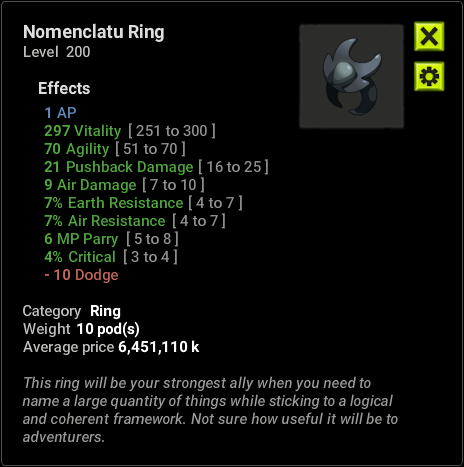 Nomenclatu Ring
Level 200
Effects
1 AP
297 Vitality [ 251 to 300 ]
70 Agility [ 51 to 70 ]
21 Pushback Damage [ 16 to 25 ]
9 Air Damage [ 7 to 10 ]
7% Earth Resistance [ 4 to 7 ]
7% Air Resistance [ 4 to 7 ]
6 MP Parry [ 5 to 8 ]
4% Critical [ 3 to 4 ]
- 10 Dodge
Category Ring
Weight 10 pod(s)
Average price 6,451,110 k
This ring will be your strongest ally when you need to
name a large quantity of things while sticking to a logical
and coherent framework. Not sure how useful it will be to
adventurers.